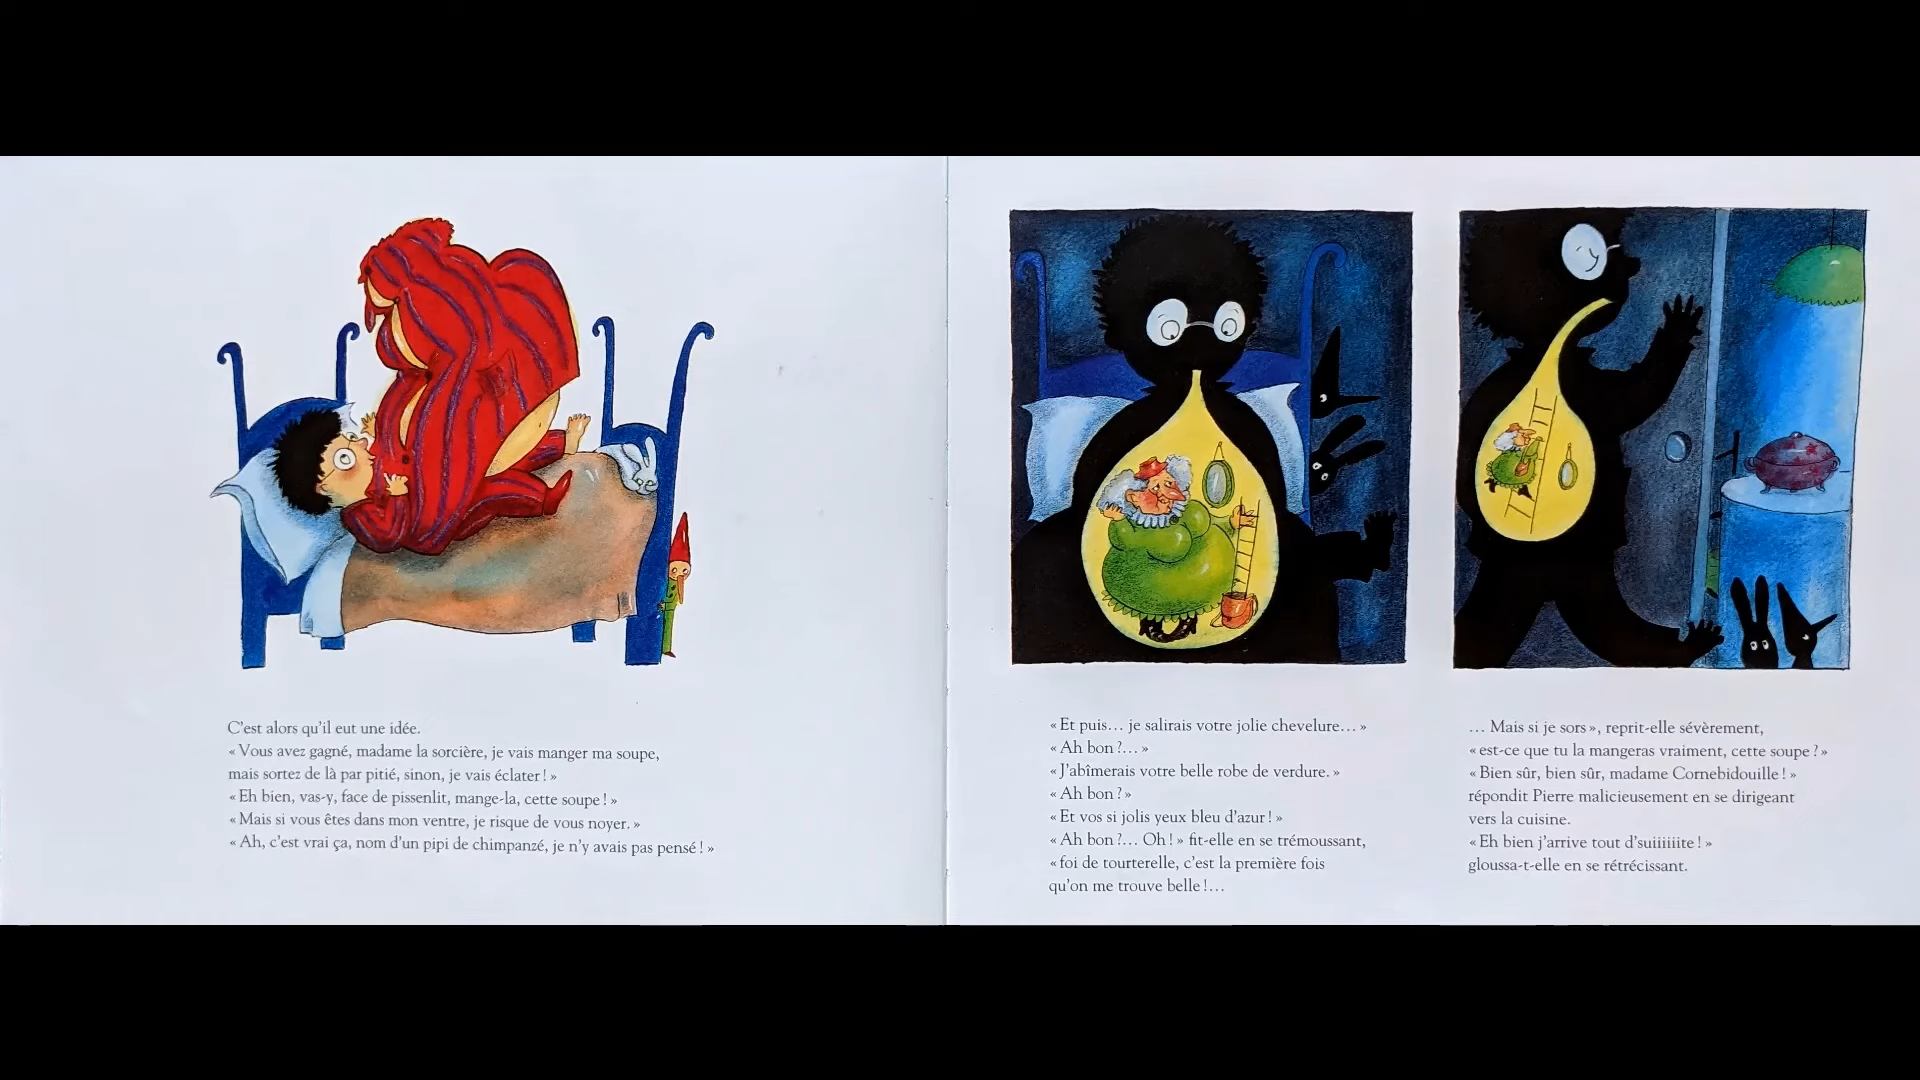 C'est alors qu'il eut une idée.
« Vous avez gagné, madame la sorcière, je vais manger ma soupe,
mais sortez de là par pitié, sinon, je vais éclater ! »
« Eh bien, vas-y, face de pissenlit, mange-la, cette soupe ! »
« Mais si vous êtes dans mon ventre, je risque de vous noyer. »
« Ah, c'est vrai ça, nom d'un pipi de chimpanzé, je n'y avais pas pensé ! »
« Et puis… je salirais votre jolie chevelure… »
« Ah bon ?… »
« J'abîmerais votre belle robe de verdure. »
« Ah bon ? »
« Et vos si jolis yeux bleu d'azur ! »
« Ah bon ?… Oh ! » fit-elle en se trémoussant,
« foi de tourterelle, c'est la première fois
qu'on me trouve belle !…
… Mais si je sors », reprit-elle sévèrement,
« est-ce que tu la mangeras vraiment, cette soupe ? »
« Bien sûr, bien sûr, madame Cornebidouille ! »
répondit Pierre malicieusement en se dirigeant
vers la cuisine.
« Eh bien j'arrive tout d'suiiiiiite ! »
gloussa-t-elle en se rétrécissant.